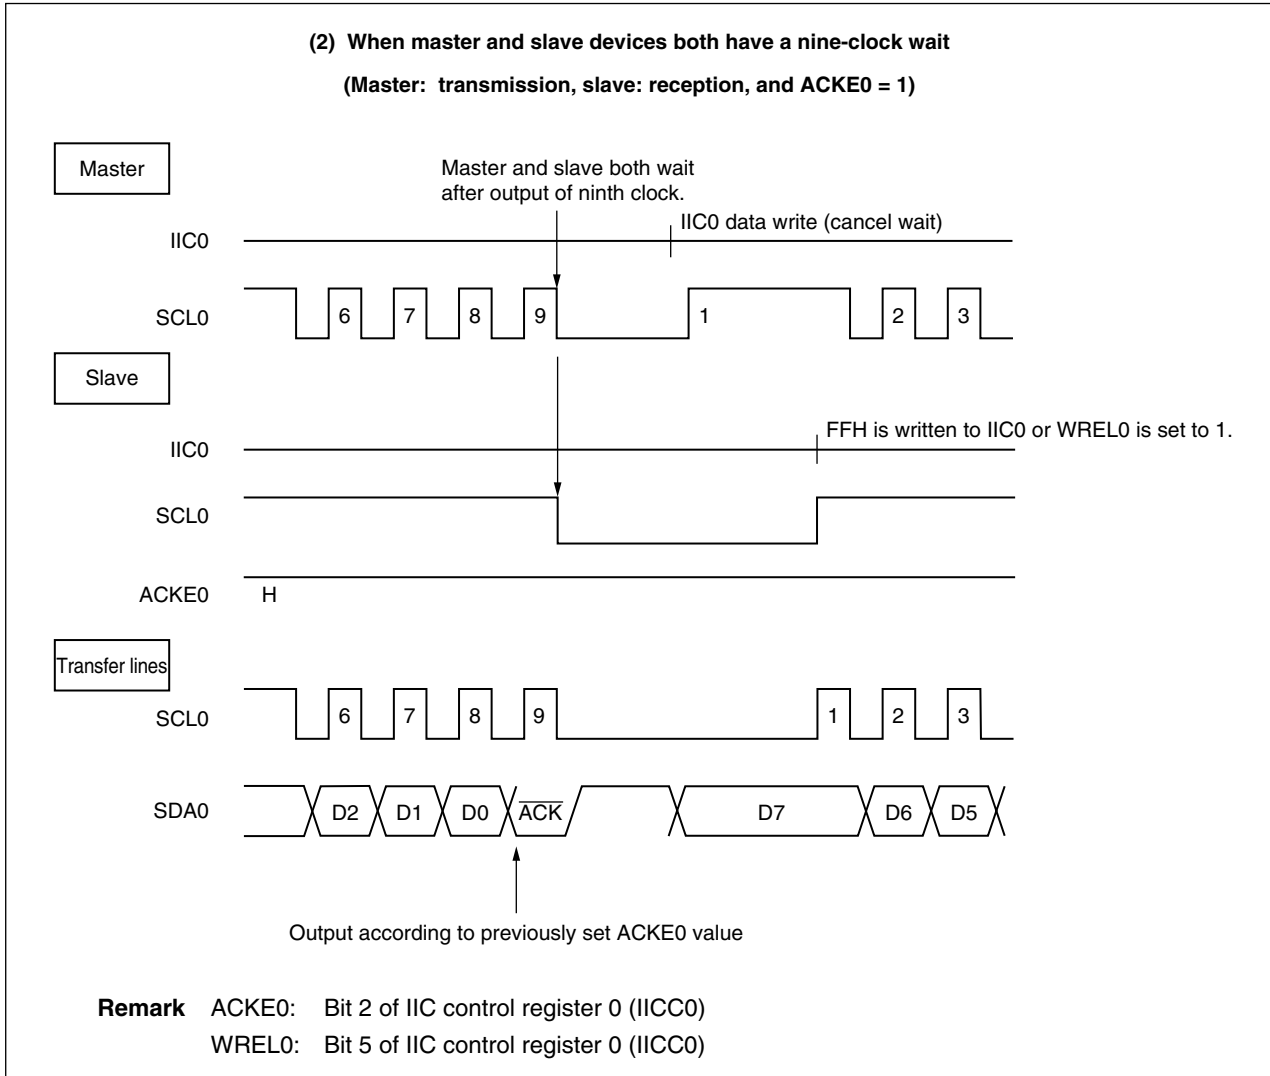 (2) When master and slave devices both have a nine-clock wait
(Master: transmission, slave: reception, and ACKE0 = 1)
Master
Master and slave both wait
after output of ninth clock.
IIC0 data write (cancel wait)
IIC0
SCL0
6 7 8 9 1 2 3
Slave
FFH is written to IIC0 or WREL0 is set to 1.
IIC0
SCL0
ACKE0 H
Transfer lines
SCL0
6 7 8 9 1 2 3
SDA0
D2 D1 D0 ACK D7 D6 D5
Output according to previously set ACKE0 value
Remark ACKE0: Bit 2 of IIC control register 0 (IICC0)
WREL0: Bit 5 of IIC control register 0 (IICC0)